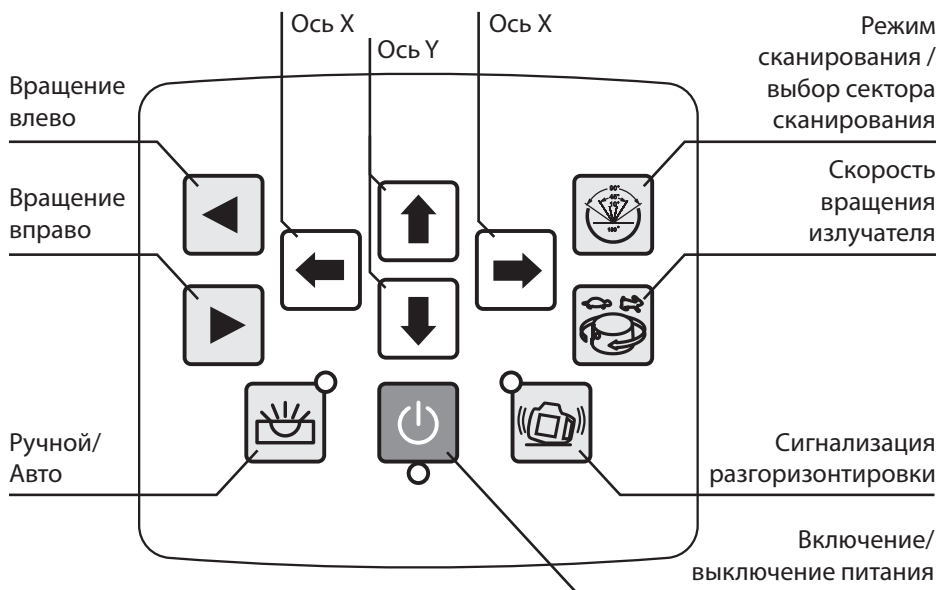 Ось X
Ось Y
Ось X
Режим
сканирования /
выбор сектора
сканирования
Вращение
влево
Скорость
вращения
излучателя
Вращение
вправо
Ручной/
Авто
Сигнализация
разгоризонтировки
Включение/
выключение питания